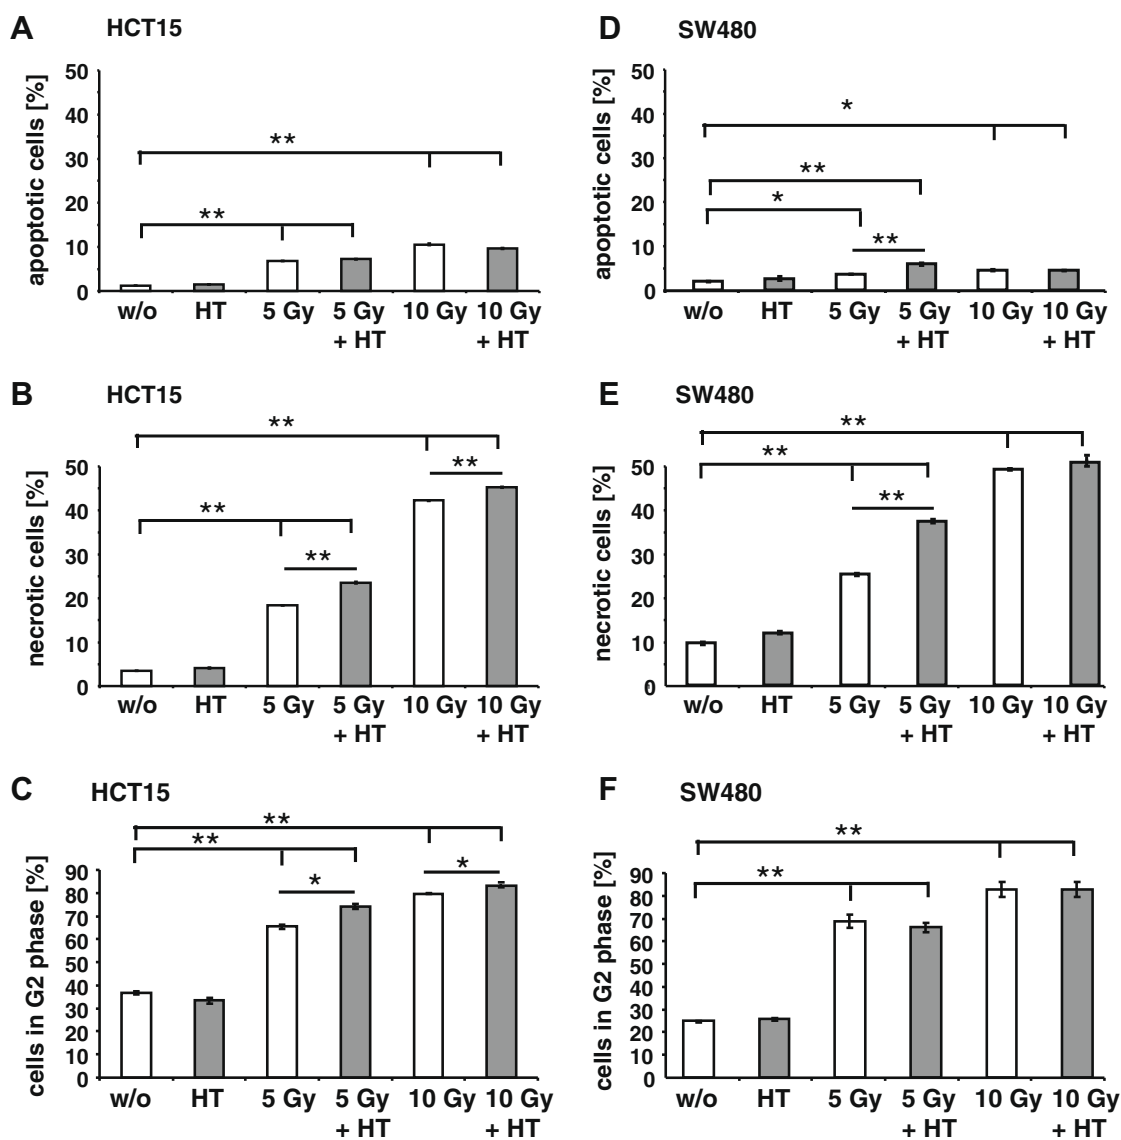 A HCT15
apoptotic cells [%]
50
40
30
20
10
0
**
**
w/o HT 5 Gy 5 Gy 10 Gy 10 Gy
+ HT + HT
D SW480
apoptotic cells [%]
50
40
30
20
10
0
*
**
*
**
w/o HT 5 Gy 5 Gy 10 Gy 10 Gy
+ HT + HT
B HCT15
necrotic cells [%]
50
40
30
20
10
0
**
**
**
**
w/o HT 5 Gy 5 Gy 10 Gy 10 Gy
+ HT + HT
E SW480
necrotic cells [%]
50
40
30
20
10
0
**
**
**
w/o HT 5 Gy 5 Gy 10 Gy 10 Gy
+ HT + HT
C HCT15
cells in G2 phase [%]
90
80
70
60
50
40
30
20
10
0
**
**
*
*
w/o HT 5 Gy 5 Gy 10 Gy 10 Gy
+ HT + HT
F SW480
cells in G2 phase [%]
90
80
70
60
50
40
30
20
10
0
**
**
w/o HT 5 Gy 5 Gy 10 Gy 10 Gy
+ HT + HT